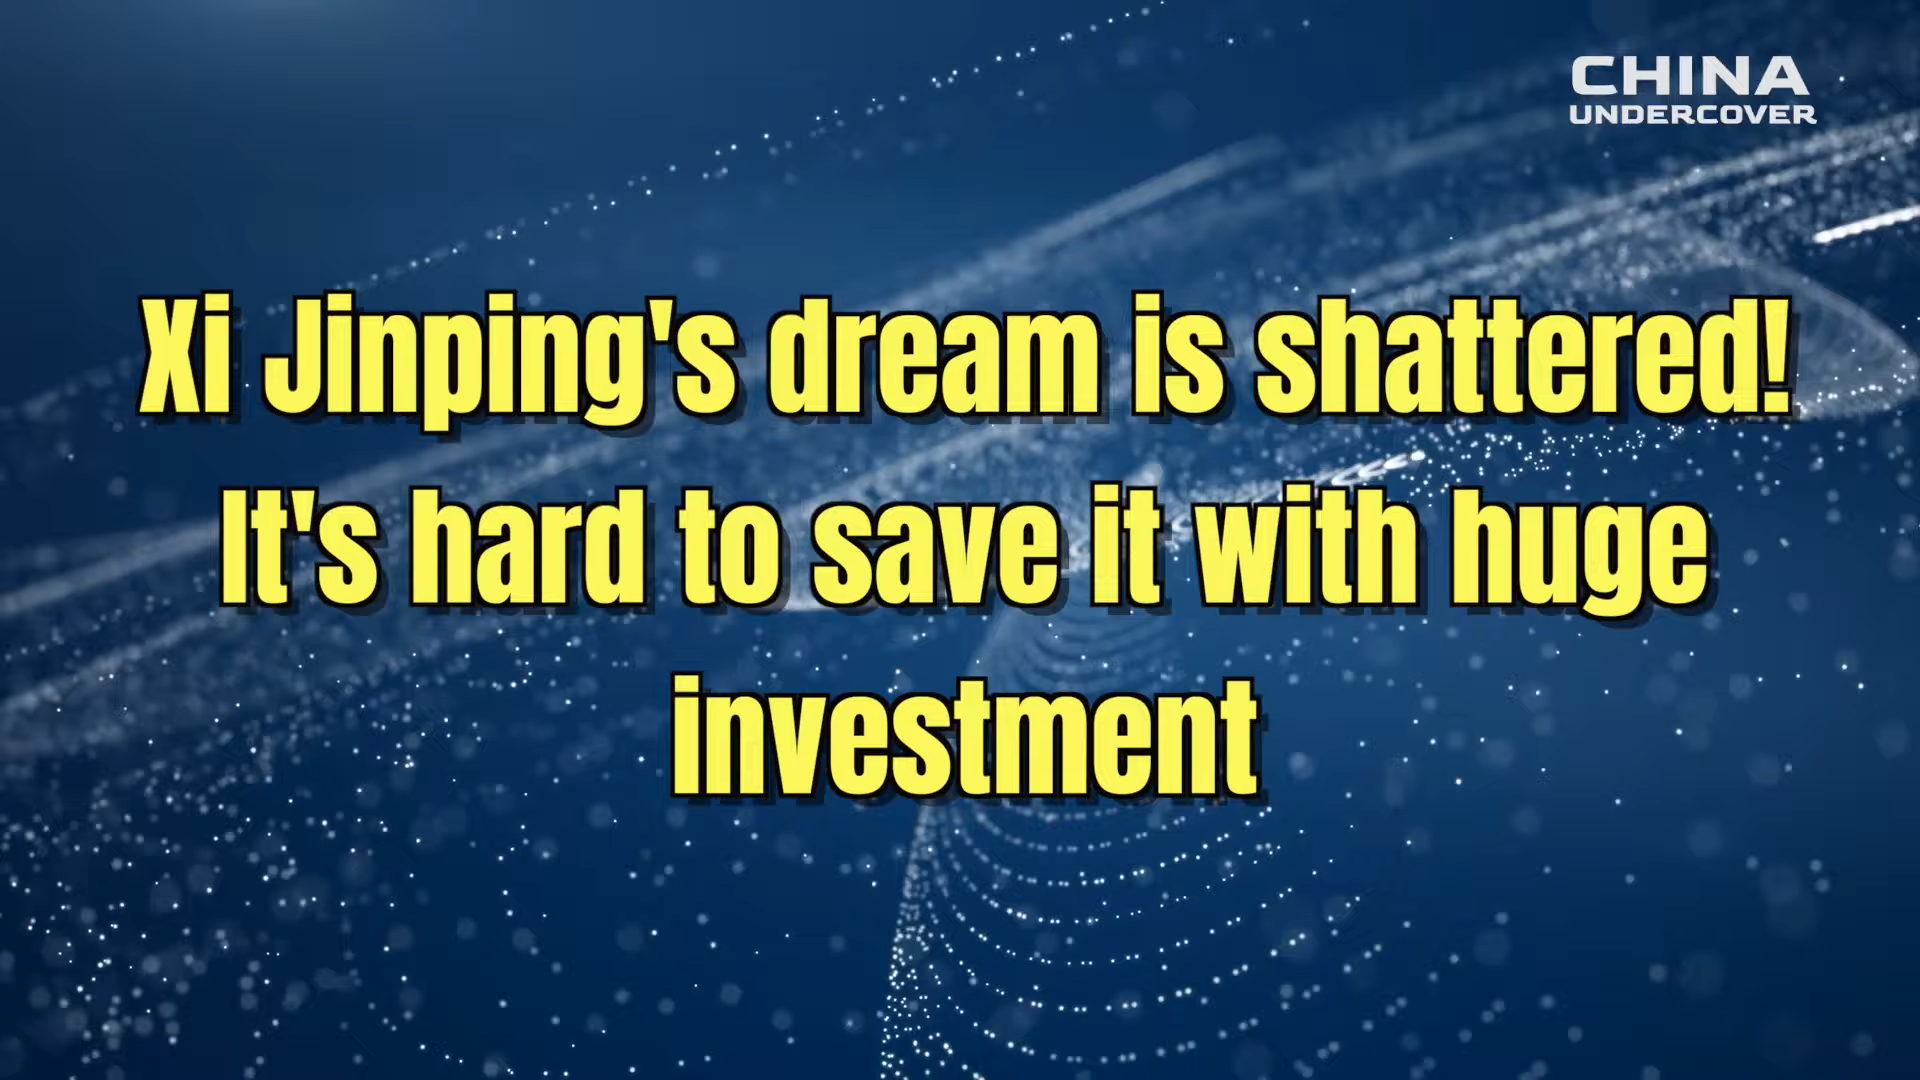 CHINA
UNDERCOVER
Xi Jinping's dream is shattered!
It's hard to save it with huge
investment